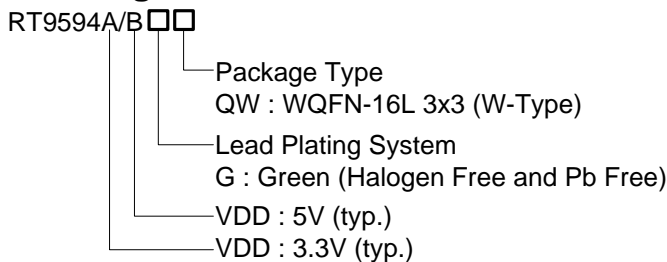 RT9594A/B□□
Package Type
QW : WQFN-16L 3x3 (W-Type)
Lead Plating System
G : Green (Halogen Free and Pb Free)
VDD : 5V (typ.)
VDD : 3.3V (typ.)